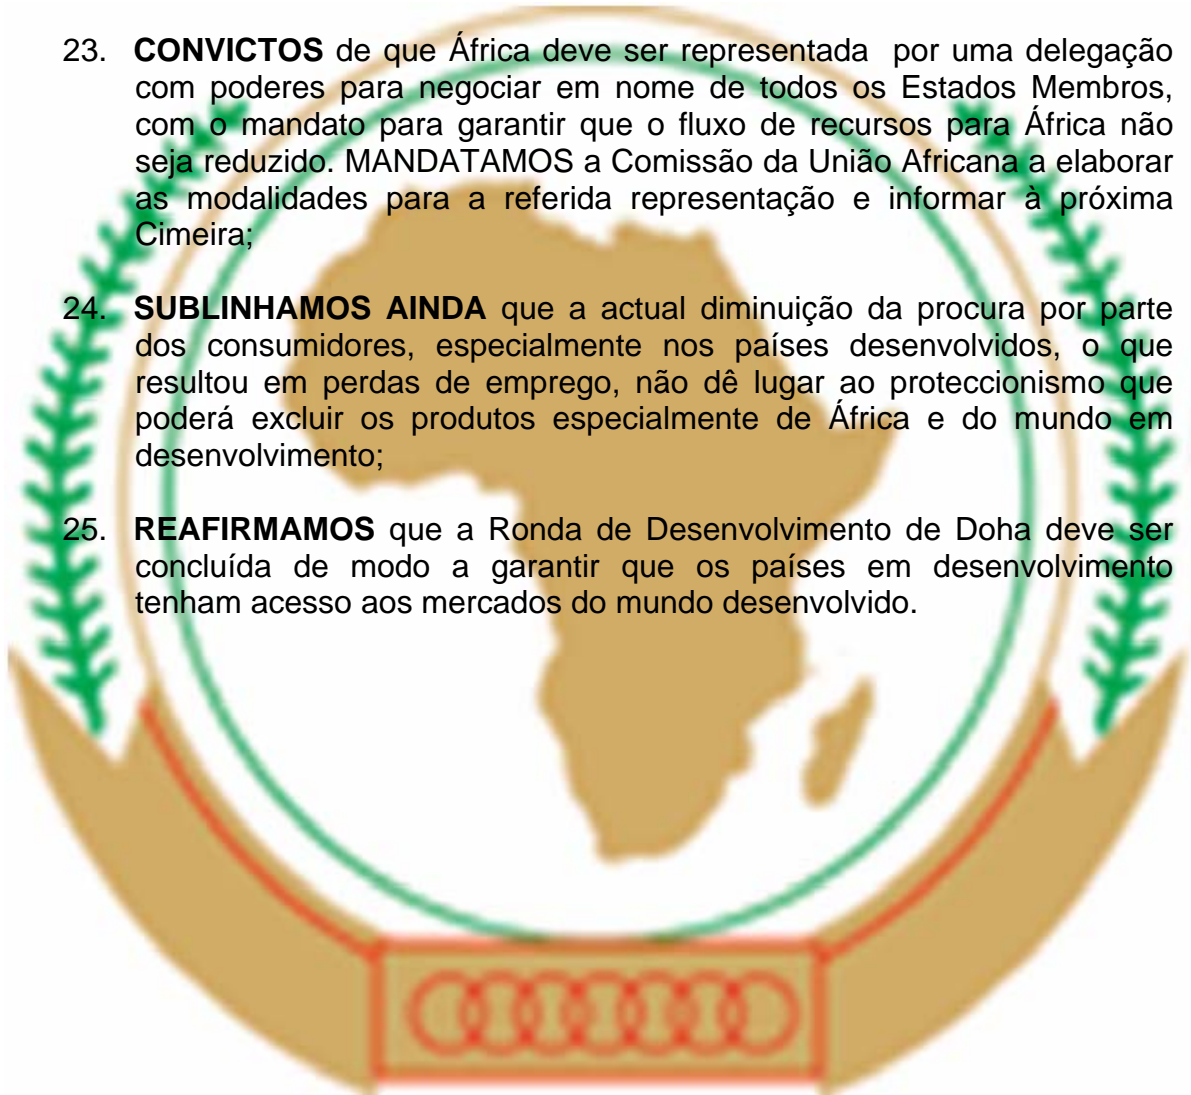 23. CONVICTOS de que África deve ser representada por uma delegação
com poderes para negociar em nome de todos os Estados Membros,
com o mandato para garantir que o fluxo de recursos para África não
seja reduzido. MANDATAMOS a Comissão da União Africana a elaborar
as modalidades para a referida representação e informar à próxima
Cimeira;
24. SUBLINHAMOS AINDA que a actual diminuição da procura por parte
dos consumidores, especialmente nos países desenvolvidos, o que
resultou em perdas de emprego, não dê lugar ao proteccionismo que
poderá excluir os produtos especialmente de África e do mundo em
desenvolvimento;
25. REAFIRMAMOS que a Ronda de Desenvolvimento de Doha deve ser
concluída de modo a garantir que os países em desenvolvimento
tenham acesso aos mercados do mundo desenvolvido.